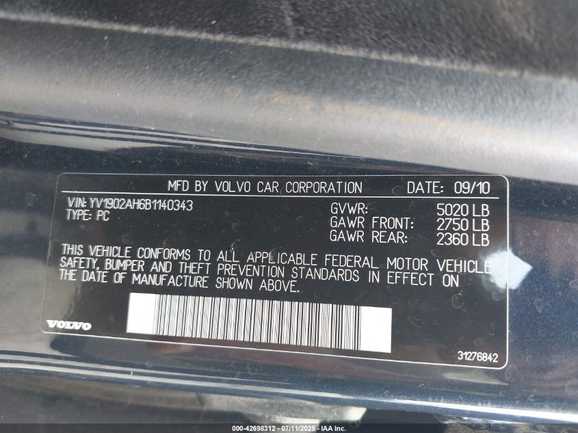 MFD BY VOLVO CAR CORPORATION DATE: 09/10
VIN: YV1902AH6B1140343 GVWR: 5020 LB
TYPE: PC GAWR FRONT: 2750 LB
GAWR REAR: 2360 LB
THIS VEHICLE CONFORMS TO ALL APPLICABLE FEDERAL MOTOR VEHICLE
SAFETY, BUMPER AND THEFT PREVENTION STANDARDS IN EFFECT ON
THE DATE OF MANUFACTURE SHOWN ABOVE.
VOLVO 31276842
000-42698312 - 07/11/2025 - IAA Inc.